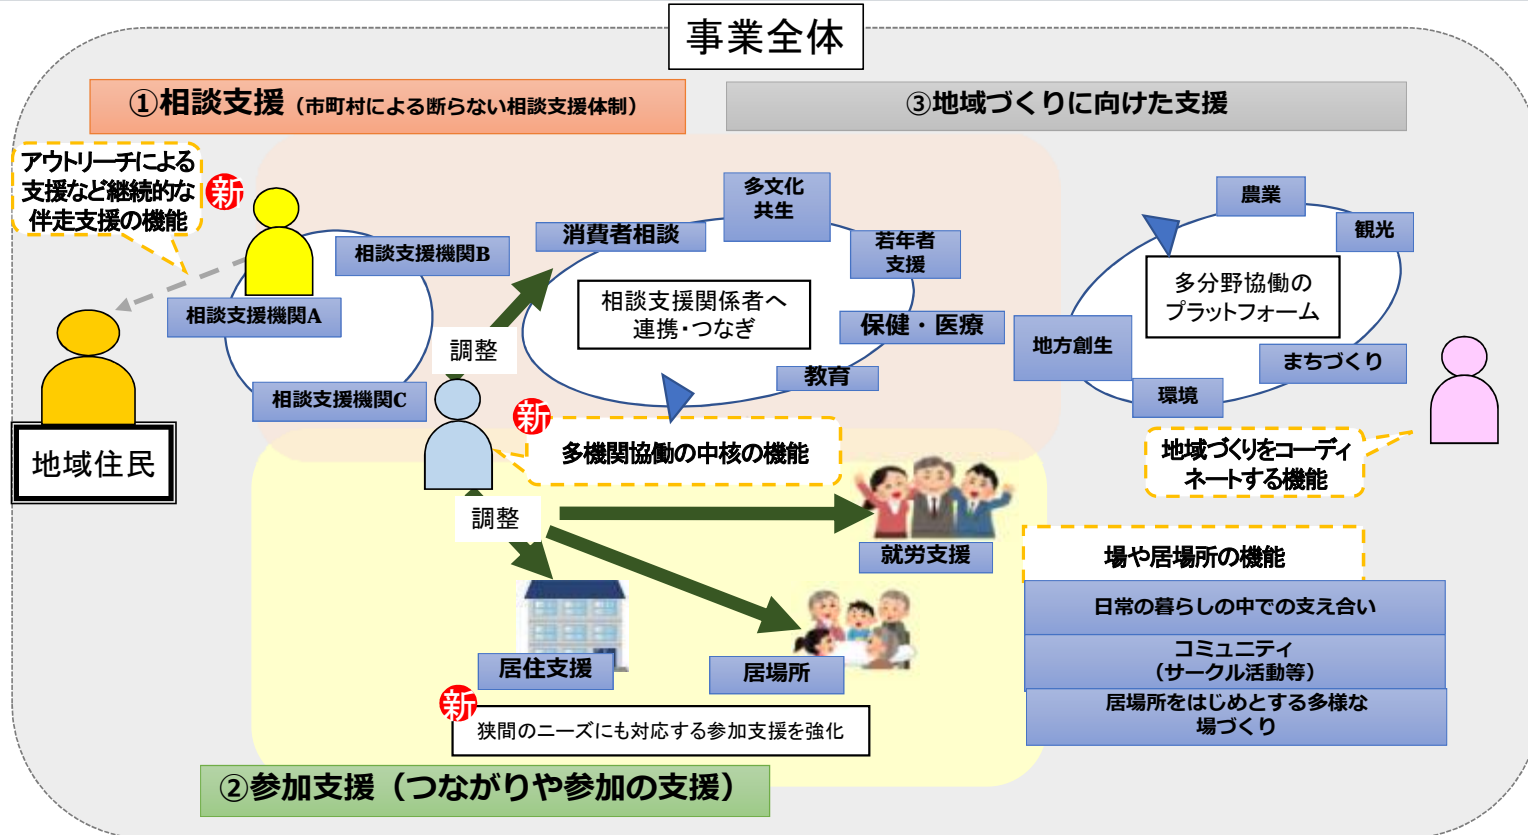 事業全体
①相談支援（市町村による断らない相談支援体制）
③地域づくりに向けた支援
アウトリーチによる
支援など継続的な
伴走支援の機能
新
相談支援機関B
相談支援機関A
相談支援機関C
地域住民
消費者相談
多文化
共生
若年者
支援
保健・医療
教育
相談支援関係者へ
連携・つなぎ
調整
新
多機関協働の中核の機能
農業
観光
多分野協働の
プラットフォーム
地方創生
まちづくり
環境
地域づくりをコーディ
ネートする機能
調整
就労支援
居住支援
居場所
新
狭間のニーズにも対応する参加支援を強化
②参加支援（つながりや参加の支援）
場や居場所の機能
日常の暮らしの中での支え合い
コミュニティ
（サークル活動等）
居場所をはじめとする多様な
場づくり